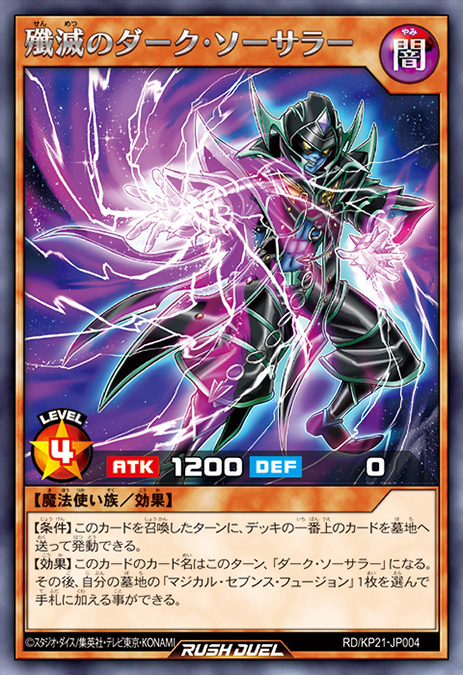 殲滅のダーク・ソーサラー
闇
LEVEL
4
ATK 1200 DEF 0
【魔法使い族／効果】
【条件】このカードを召喚したターンに、デッキの一番上のカードを墓地へ
送って発動できる。
【効果】このカードのカード名はこのターン、「ダーク・ソーサラー」になる。
その後、自分の墓地の「マジカル・セブンス・フュージョン」1枚を選んで
手札に加える事ができる。
©スタジオ・ダイス/集英社・テレビ東京・KONAMI
RUSH DUEL
RD/KP21-JP004